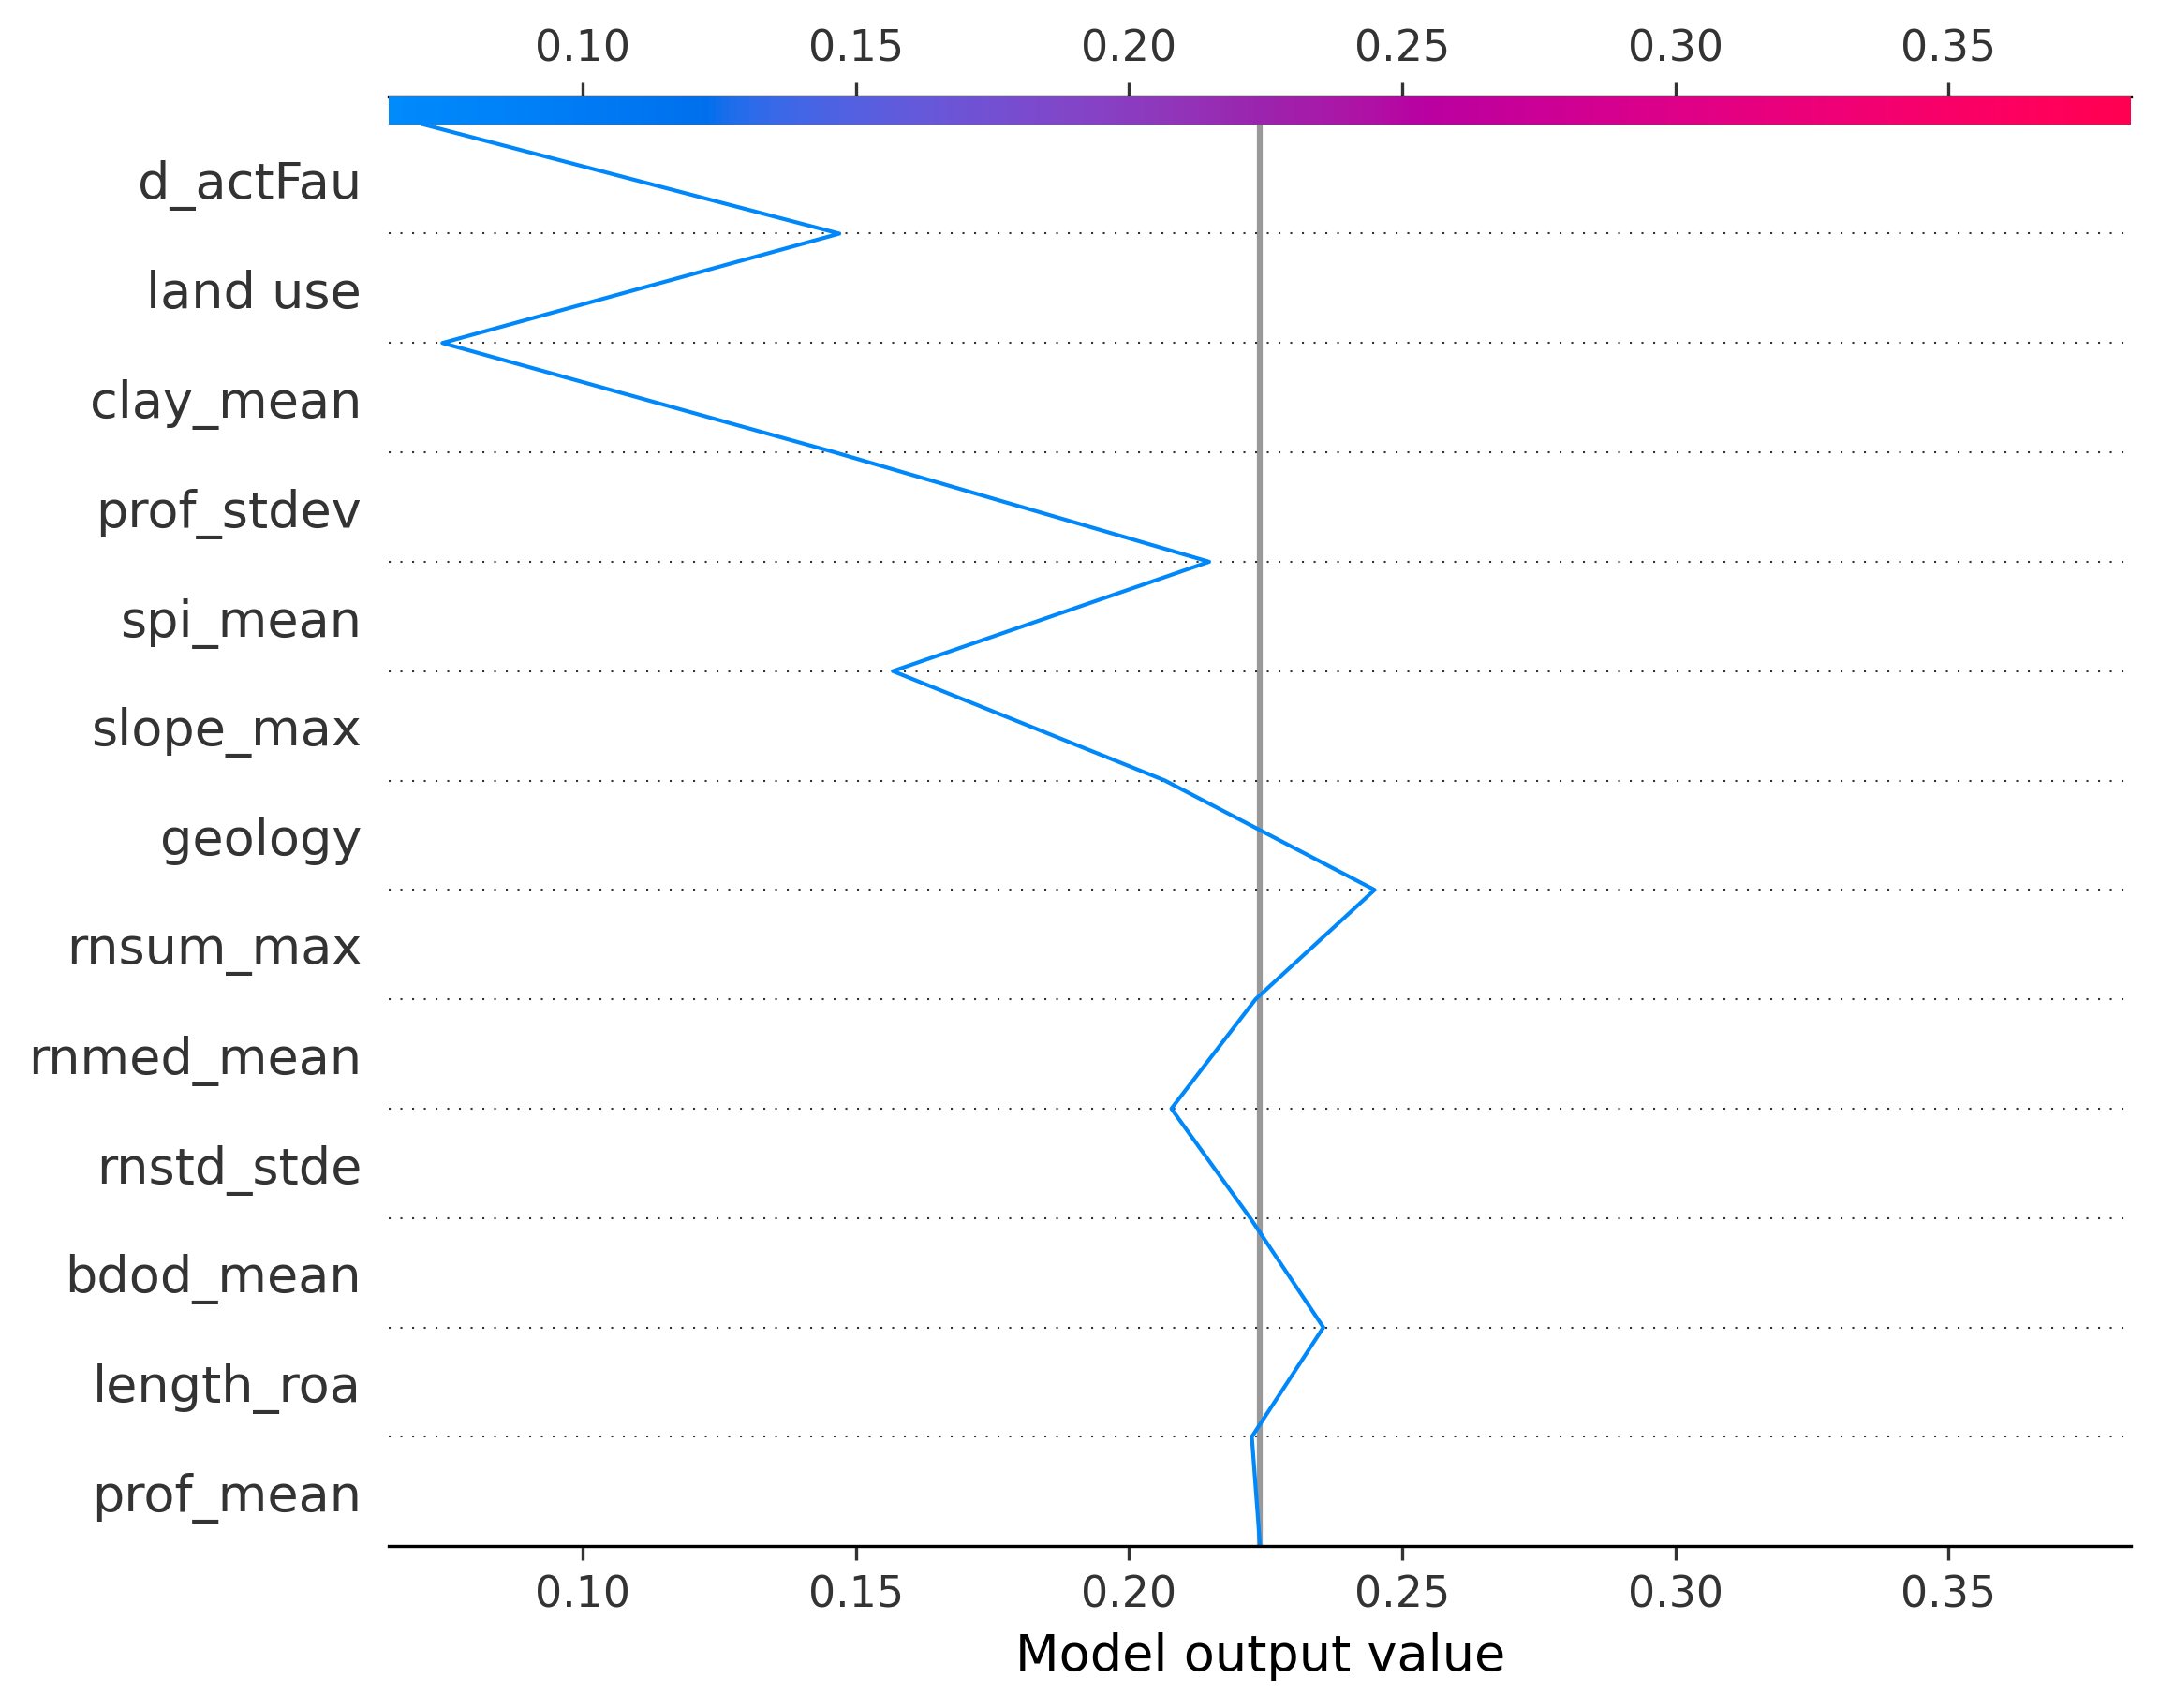 0.10 0.15 0.20 0.25 0.30 0.35
d_actFau
land use
clay_mean
prof_stdev
spi_mean
slope_max
geology
rnsum_max
rnmed_mean
rnstd_stde
bdod_mean
length_roa
prof_mean
0.10 0.15 0.20 0.25 0.30 0.35
Model output value